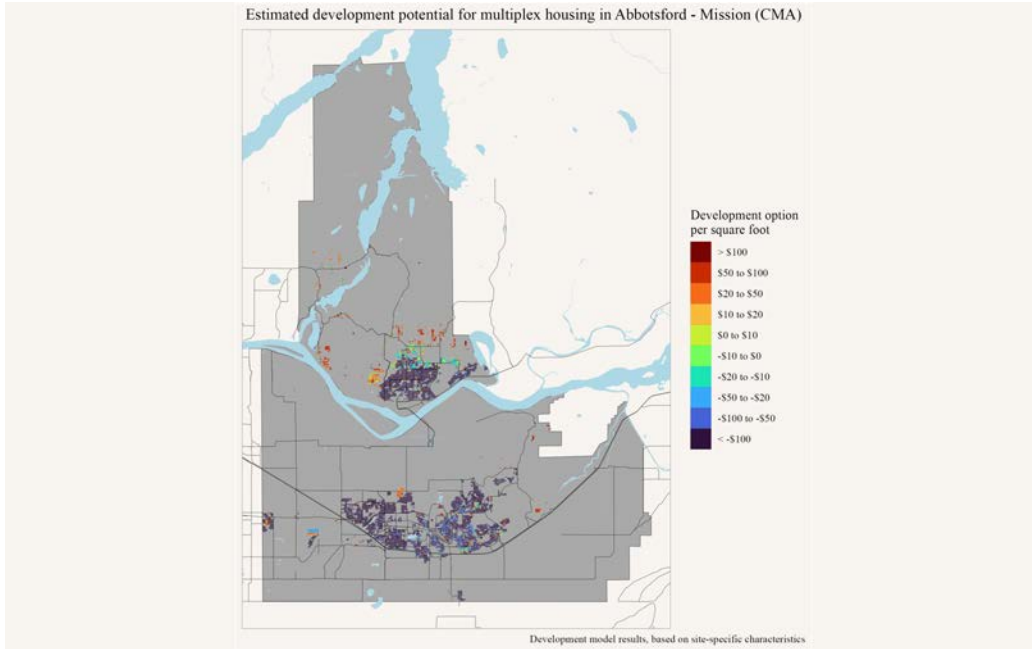 Estimated development potential for multiplex housing in Abbotsford - Mission (CMA)
Development option
per square foot
> $100
$50 to $100
$20 to $50
$10 to $20
$0 to $10
-$10 to $0
-$20 to -$10
-$50 to -$20
-$100 to -$50
< -$100
Development model results, based on site-specific characteristics